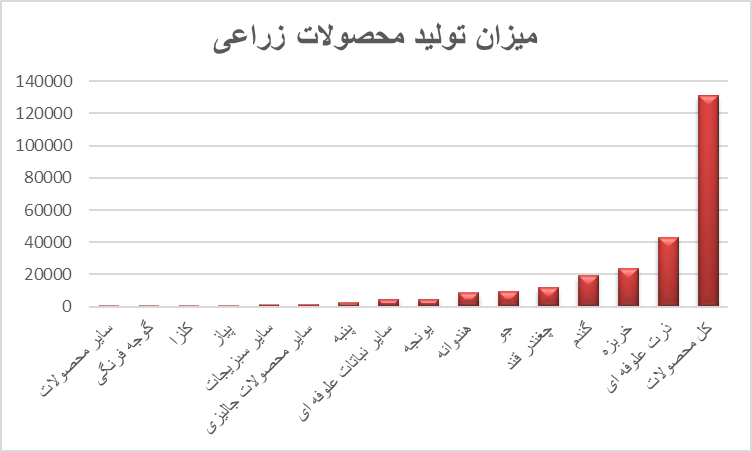 میزان تولید محصولات زراعی
140000
120000
100000
80000
60000
40000
20000
0
سایر محصولات
گوجه فرنگی
کلزا
پیاز
سایر سبزیجات
سایر محصولات جالیزی
پنبه
سایر نباتات علوفه ای
یونجه
هندوانه
جو
چغندر قند
گندم
خربزه
ذرت علوفه ای
کل محصولات